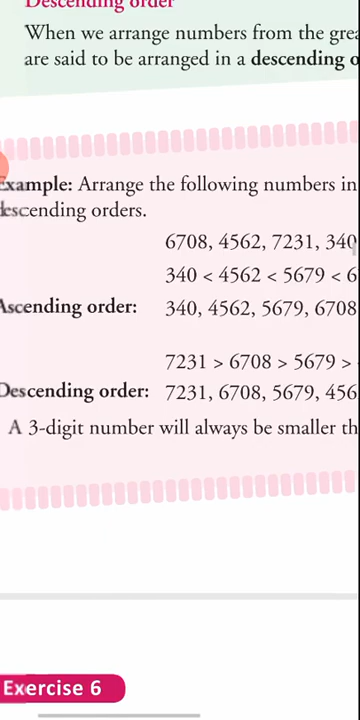 Descending order
When we arrange numbers from the grea
are said to be arranged in a descending o
Example: Arrange the following numbers in
descending orders.
6708, 4562, 7231, 340
340 < 4562 < 5679 < 6
Ascending order: 340, 4562, 5679, 6708
7231 > 6708 > 5679 >
Descending order: 7231, 6708, 5679, 456
A 3-digit number will always be smaller th
Exercise 6